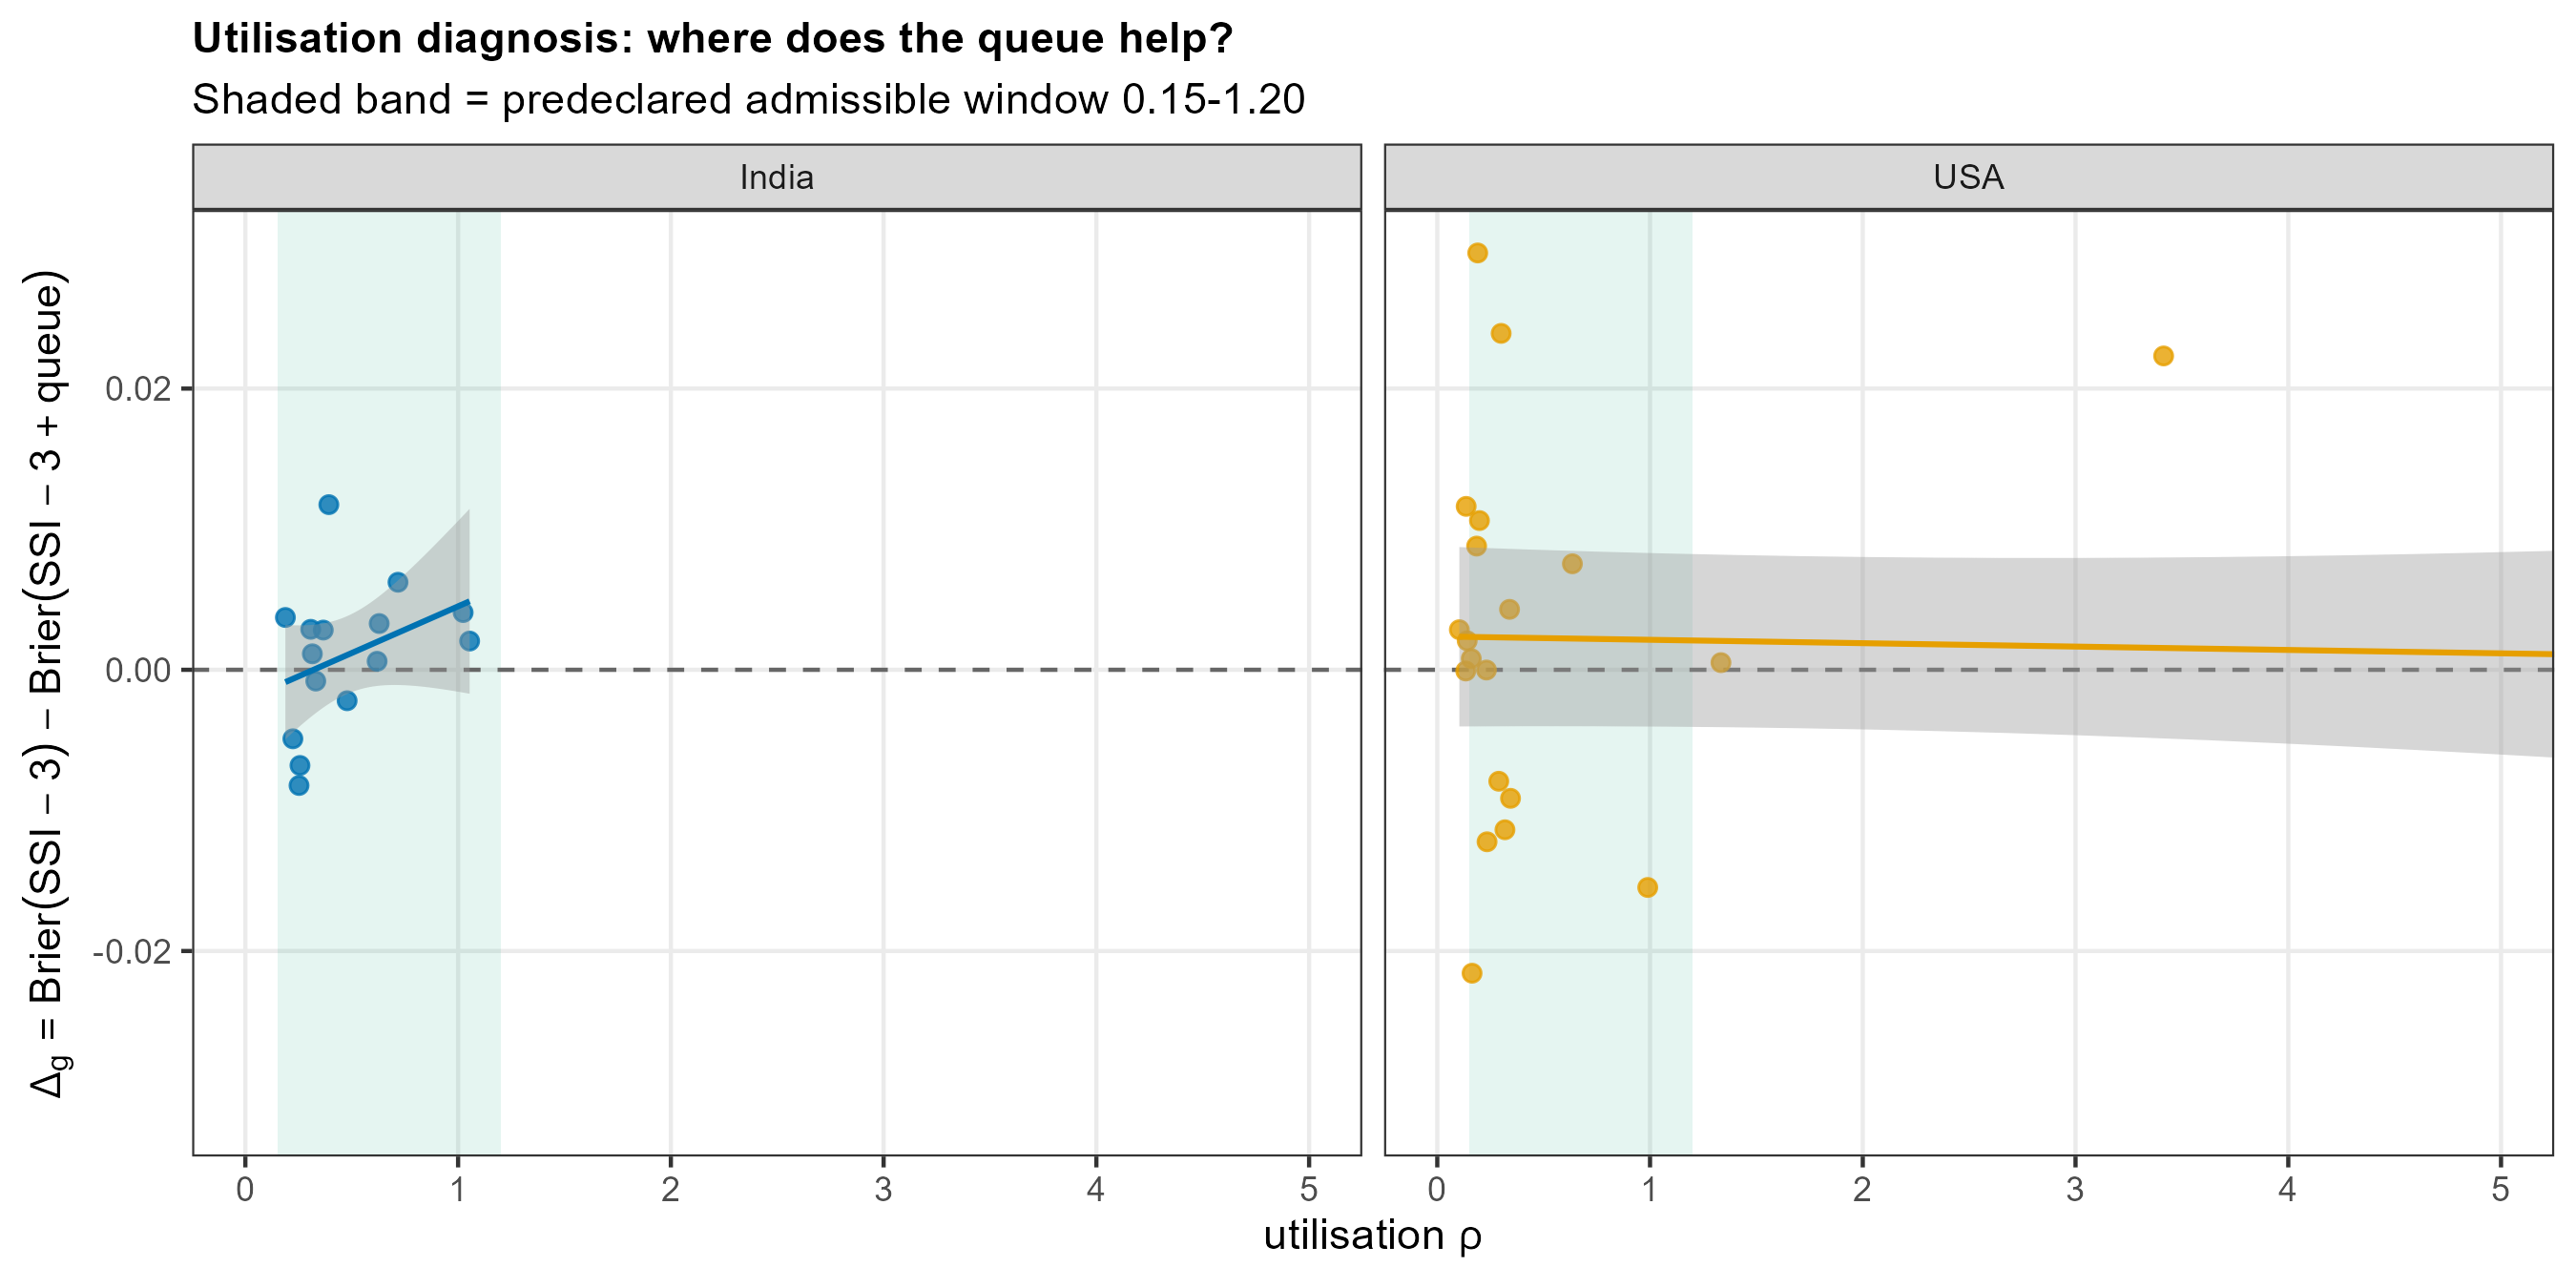 Utilisation diagnosis: where does the queue help?
Shaded band = predeclared admissible window 0.15-1.20
India
USA
Δg = Brier(SSI − 3) − Brier(SSI − 3 + queue)
0.02
0.00
-0.02
0 1 2 3 4 5
0 1 2 3 4 5
utilisation ρ